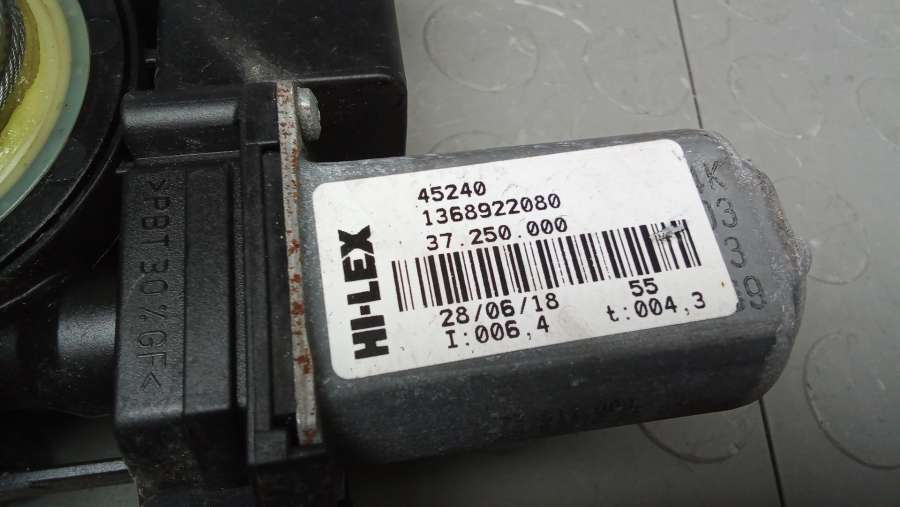 45240
1368922080
37.250.000
HI-LEX
28/06/18 55
I:006,4 t:004,3
>PBT 30%GF<